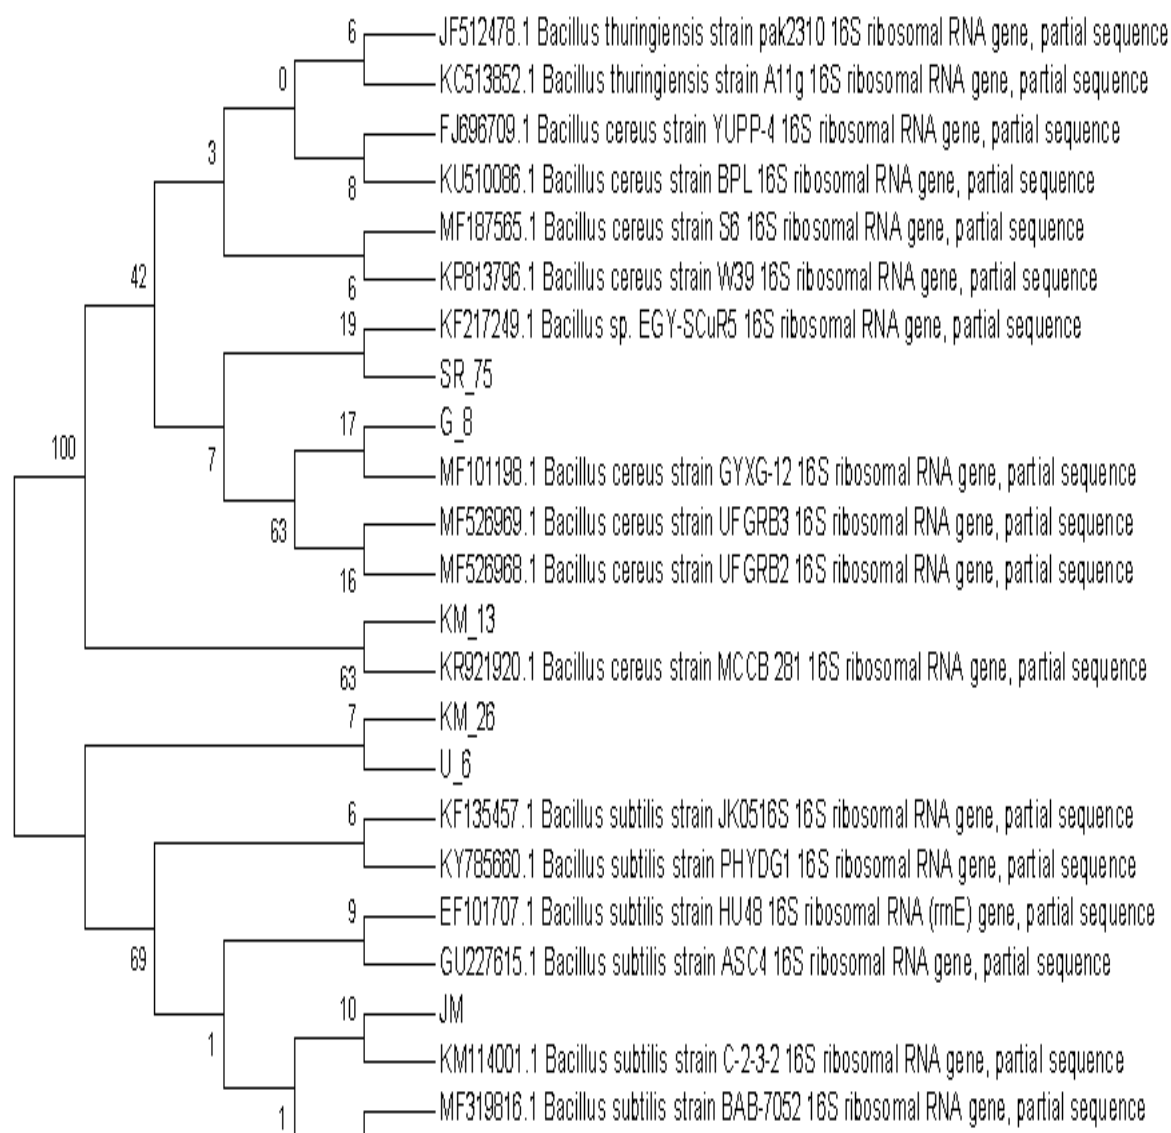 6
JF512478.1 Bacillus thuringiensis strain pak2310 16S ribosomal RNA gene, partial sequence
0
KC513852.1 Bacillus thuringiensis strain A11g 16S ribosomal RNA gene, partial sequence
FJ696709.1 Bacillus cereus strain YUPP-4 16S ribosomal RNA gene, partial sequence
3
8
KU510086.1 Bacillus cereus strain BPL 16S ribosomal RNA gene, partial sequence
MF187565.1 Bacillus cereus strain S6 16S ribosomal RNA gene, partial sequence
42
6
KP813796.1 Bacillus cereus strain W39 16S ribosomal RNA gene, partial sequence
19
KF217249.1 Bacillus sp. EGY-SCuR5 16S ribosomal RNA gene, partial sequence
SR_75
17
G_8
100
7
MF101198.1 Bacillus cereus strain GYXG-12 16S ribosomal RNA gene, partial sequence
63
MF526969.1 Bacillus cereus strain UFGRB3 16S ribosomal RNA gene, partial sequence
16
MF526968.1 Bacillus cereus strain UFGRB2 16S ribosomal RNA gene, partial sequence
KM_13
63
KR921920.1 Bacillus cereus strain MCCB 281 16S ribosomal RNA gene, partial sequence
7
KM_26
U_6
6
KF135457.1 Bacillus subtilis strain JK0516S 16S ribosomal RNA gene, partial sequence
KY785660.1 Bacillus subtilis strain PHYDG1 16S ribosomal RNA gene, partial sequence
9
EF101707.1 Bacillus subtilis strain HU48 16S ribosomal RNA (rrnE) gene, partial sequence
69
GU227615.1 Bacillus subtilis strain ASC4 16S ribosomal RNA gene, partial sequence
10
JM
1
KM114001.1 Bacillus subtilis strain C-2-3-2 16S ribosomal RNA gene, partial sequence
1
MF319816.1 Bacillus subtilis strain BAB-7052 16S ribosomal RNA gene, partial sequence